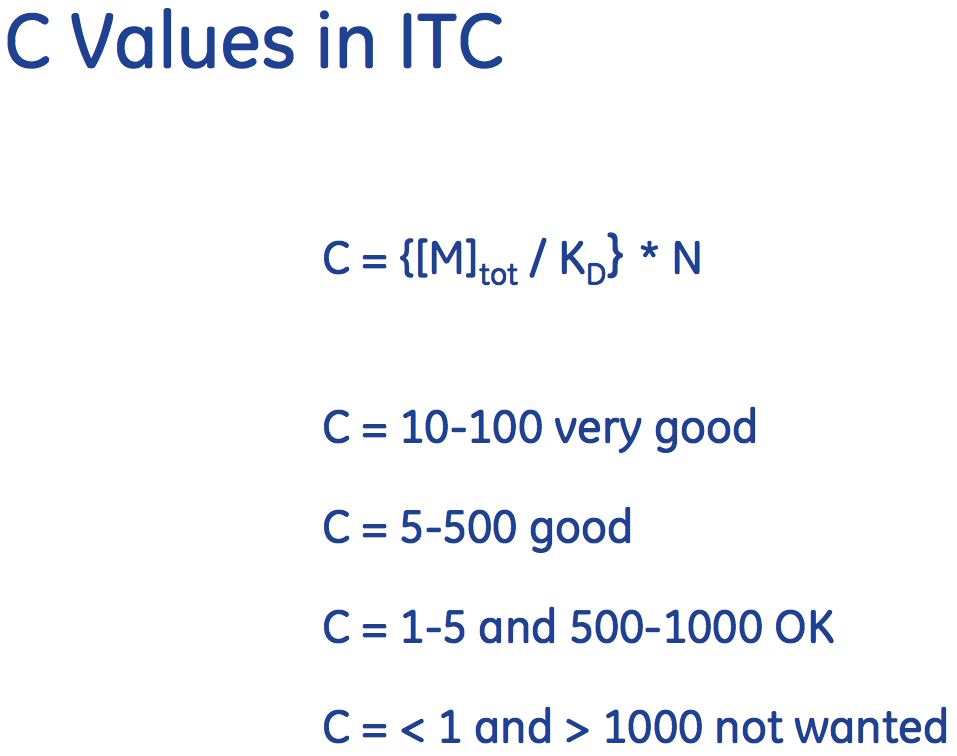 C Values in ITC
C = {[M]tot / KD} * N
C = 10-100 very good
C = 5-500 good
C = 1-5 and 500-1000 OK
C = < 1 and > 1000 not wanted